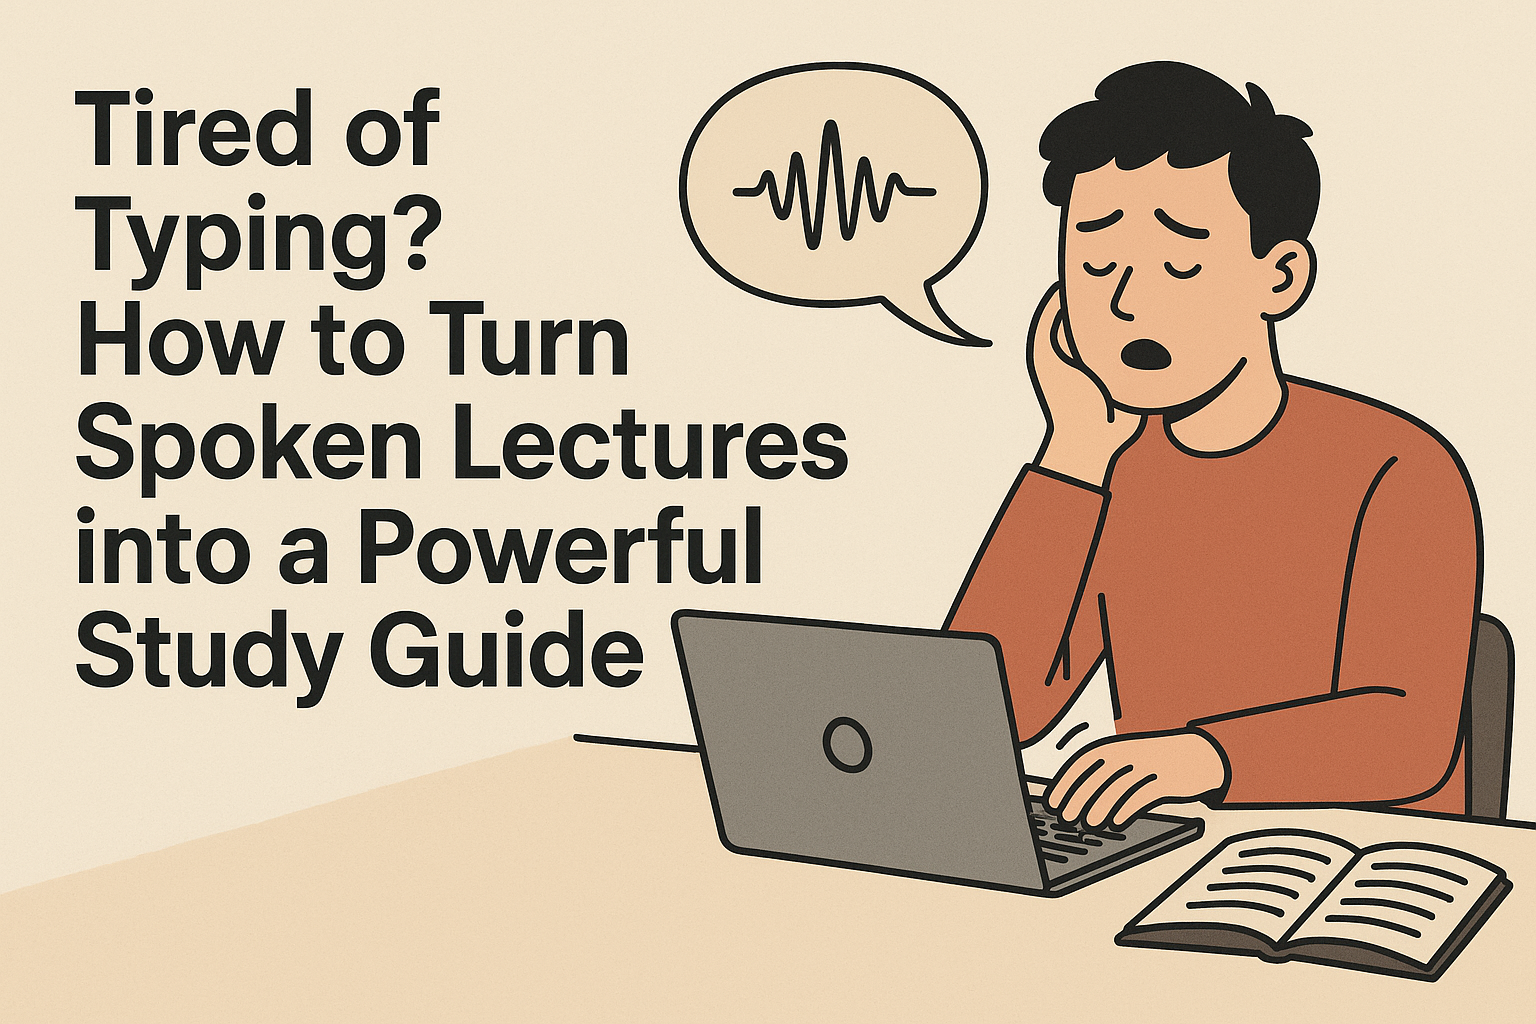 Tired of
Typing?
How to Turn
Spoken Lectures
into a Powerful
Study Guide